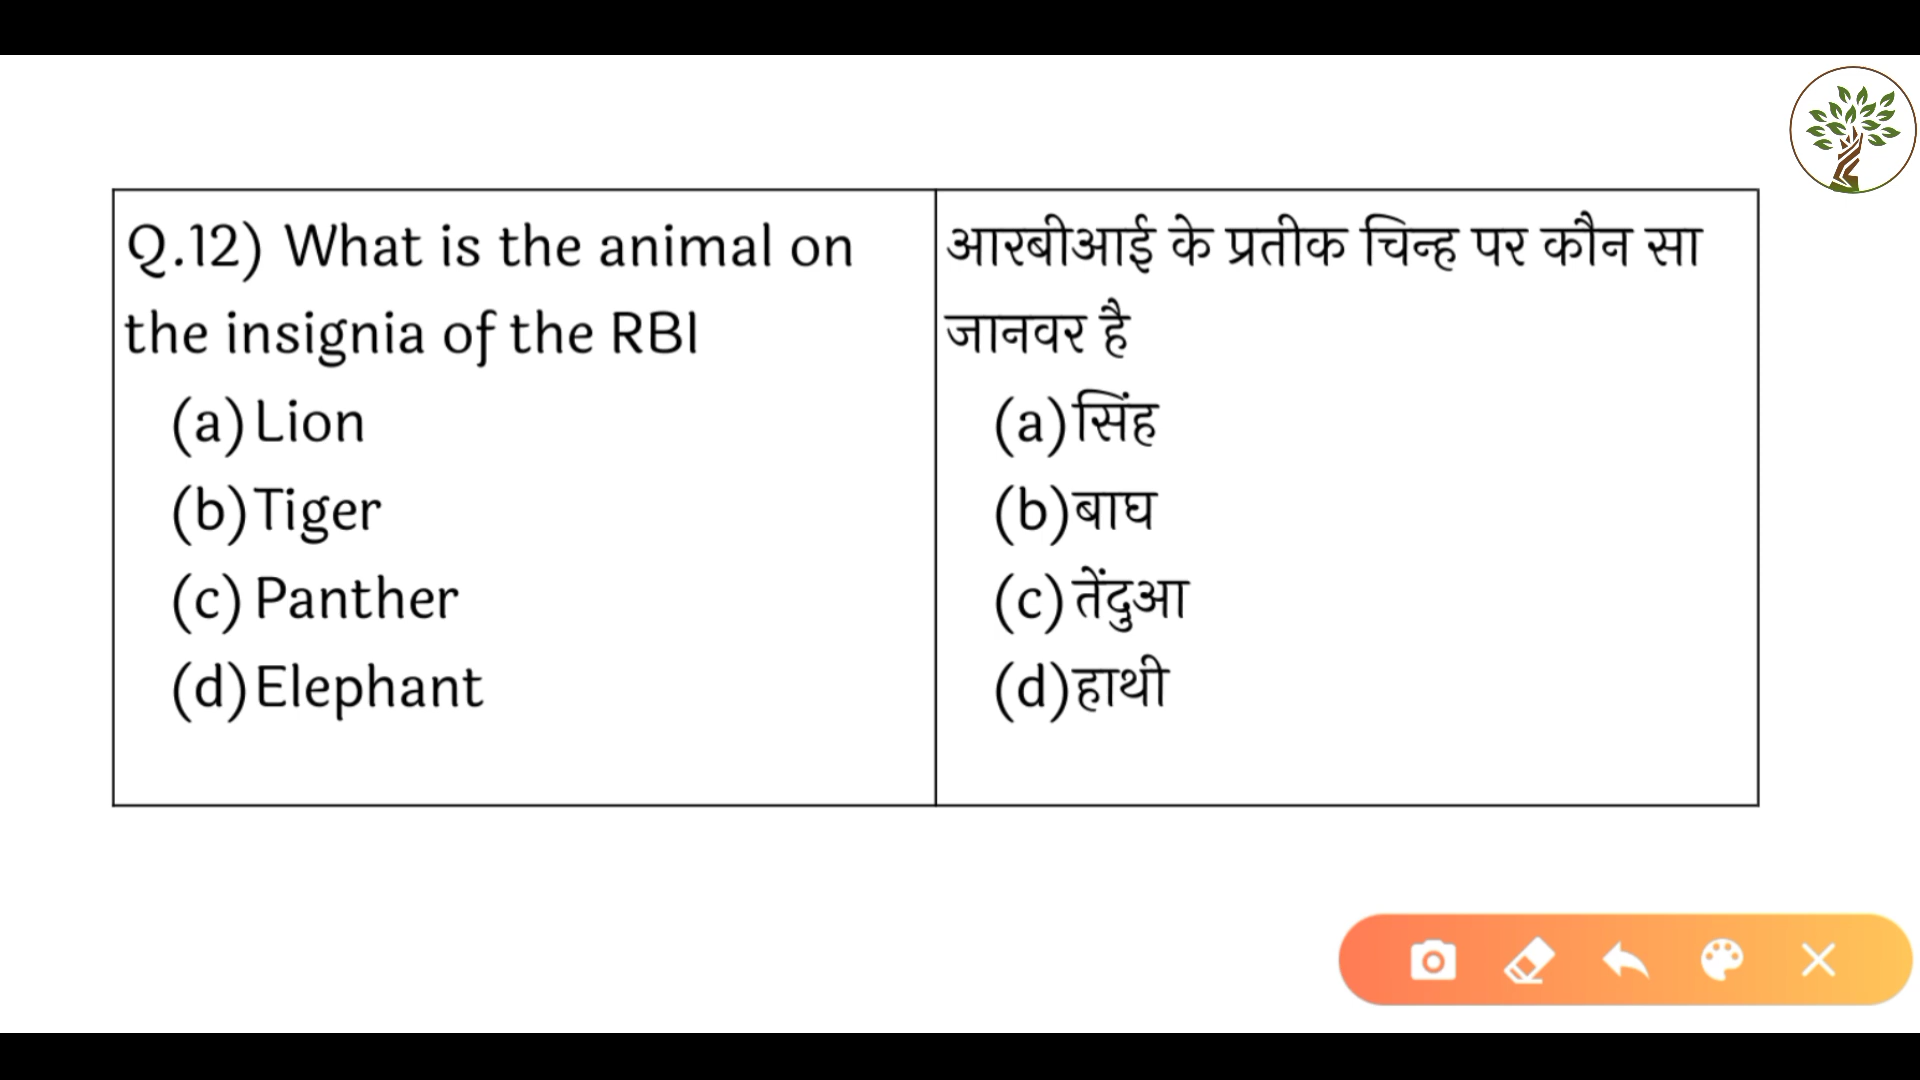 Q.12) What is the animal on
the insignia of the RBI
(a) Lion
(b) Tiger
(c) Panther
(d) Elephant
आरबीआई के प्रतीक चिन्ह पर कौन सा
जानवर है
(a) सिंह
(b) बाघ
(c) तेंदुआ
(d) हाथी